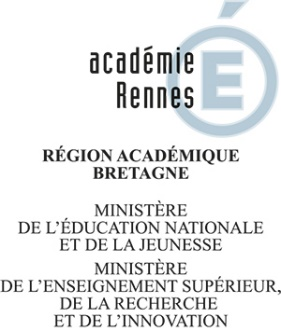 académie
Rennes
É
RÉGION ACADÉMIQUE
BRETAGNE
MINISTÈRE
DE L'ÉDUCATION NATIONALE
ET DE LA JEUNESSE
MINISTÈRE
DE L'ENSEIGNEMENT SUPÉRIEUR,
DE LA RECHERCHE
ET DE L'INNOVATION